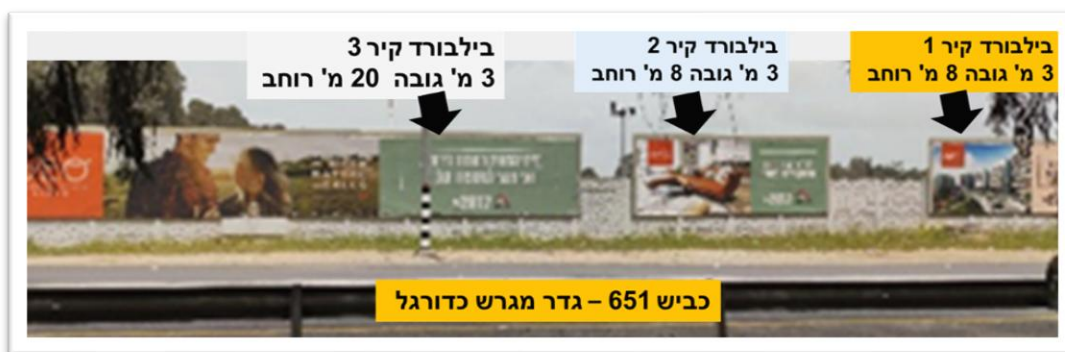 בילבורד קיר 1
3 מ' גובה 8 מ' רוחב
בילבורד קיר 2
3 מ' גובה 8 מ' רוחב
בילבורד קיר 3
3 מ' גובה 20 מ' רוחב
כביש 651 – גדר מגרש כדורגל